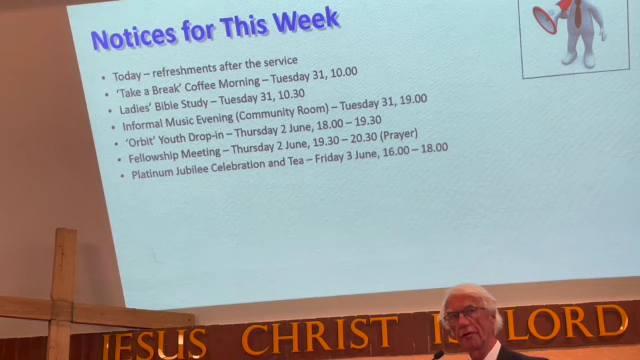 Notices for This Week
• Today – refreshments after the service
• 'Take a Break' Coffee Morning – Tuesday 31, 10.00
• Ladies' Bible Study – Tuesday 31, 10.30
• Informal Music Evening (Community Room) – Tuesday 31, 19.00
• 'Orbit' Youth Drop-in – Thursday 2 June, 18.00 – 19.30
• Fellowship Meeting – Thursday 2 June, 19.30 – 20.30 (Prayer)
• Platinum Jubilee Celebration and Tea – Friday 3 June, 16.00 – 18.00
JESUS CHRIST IS LORD